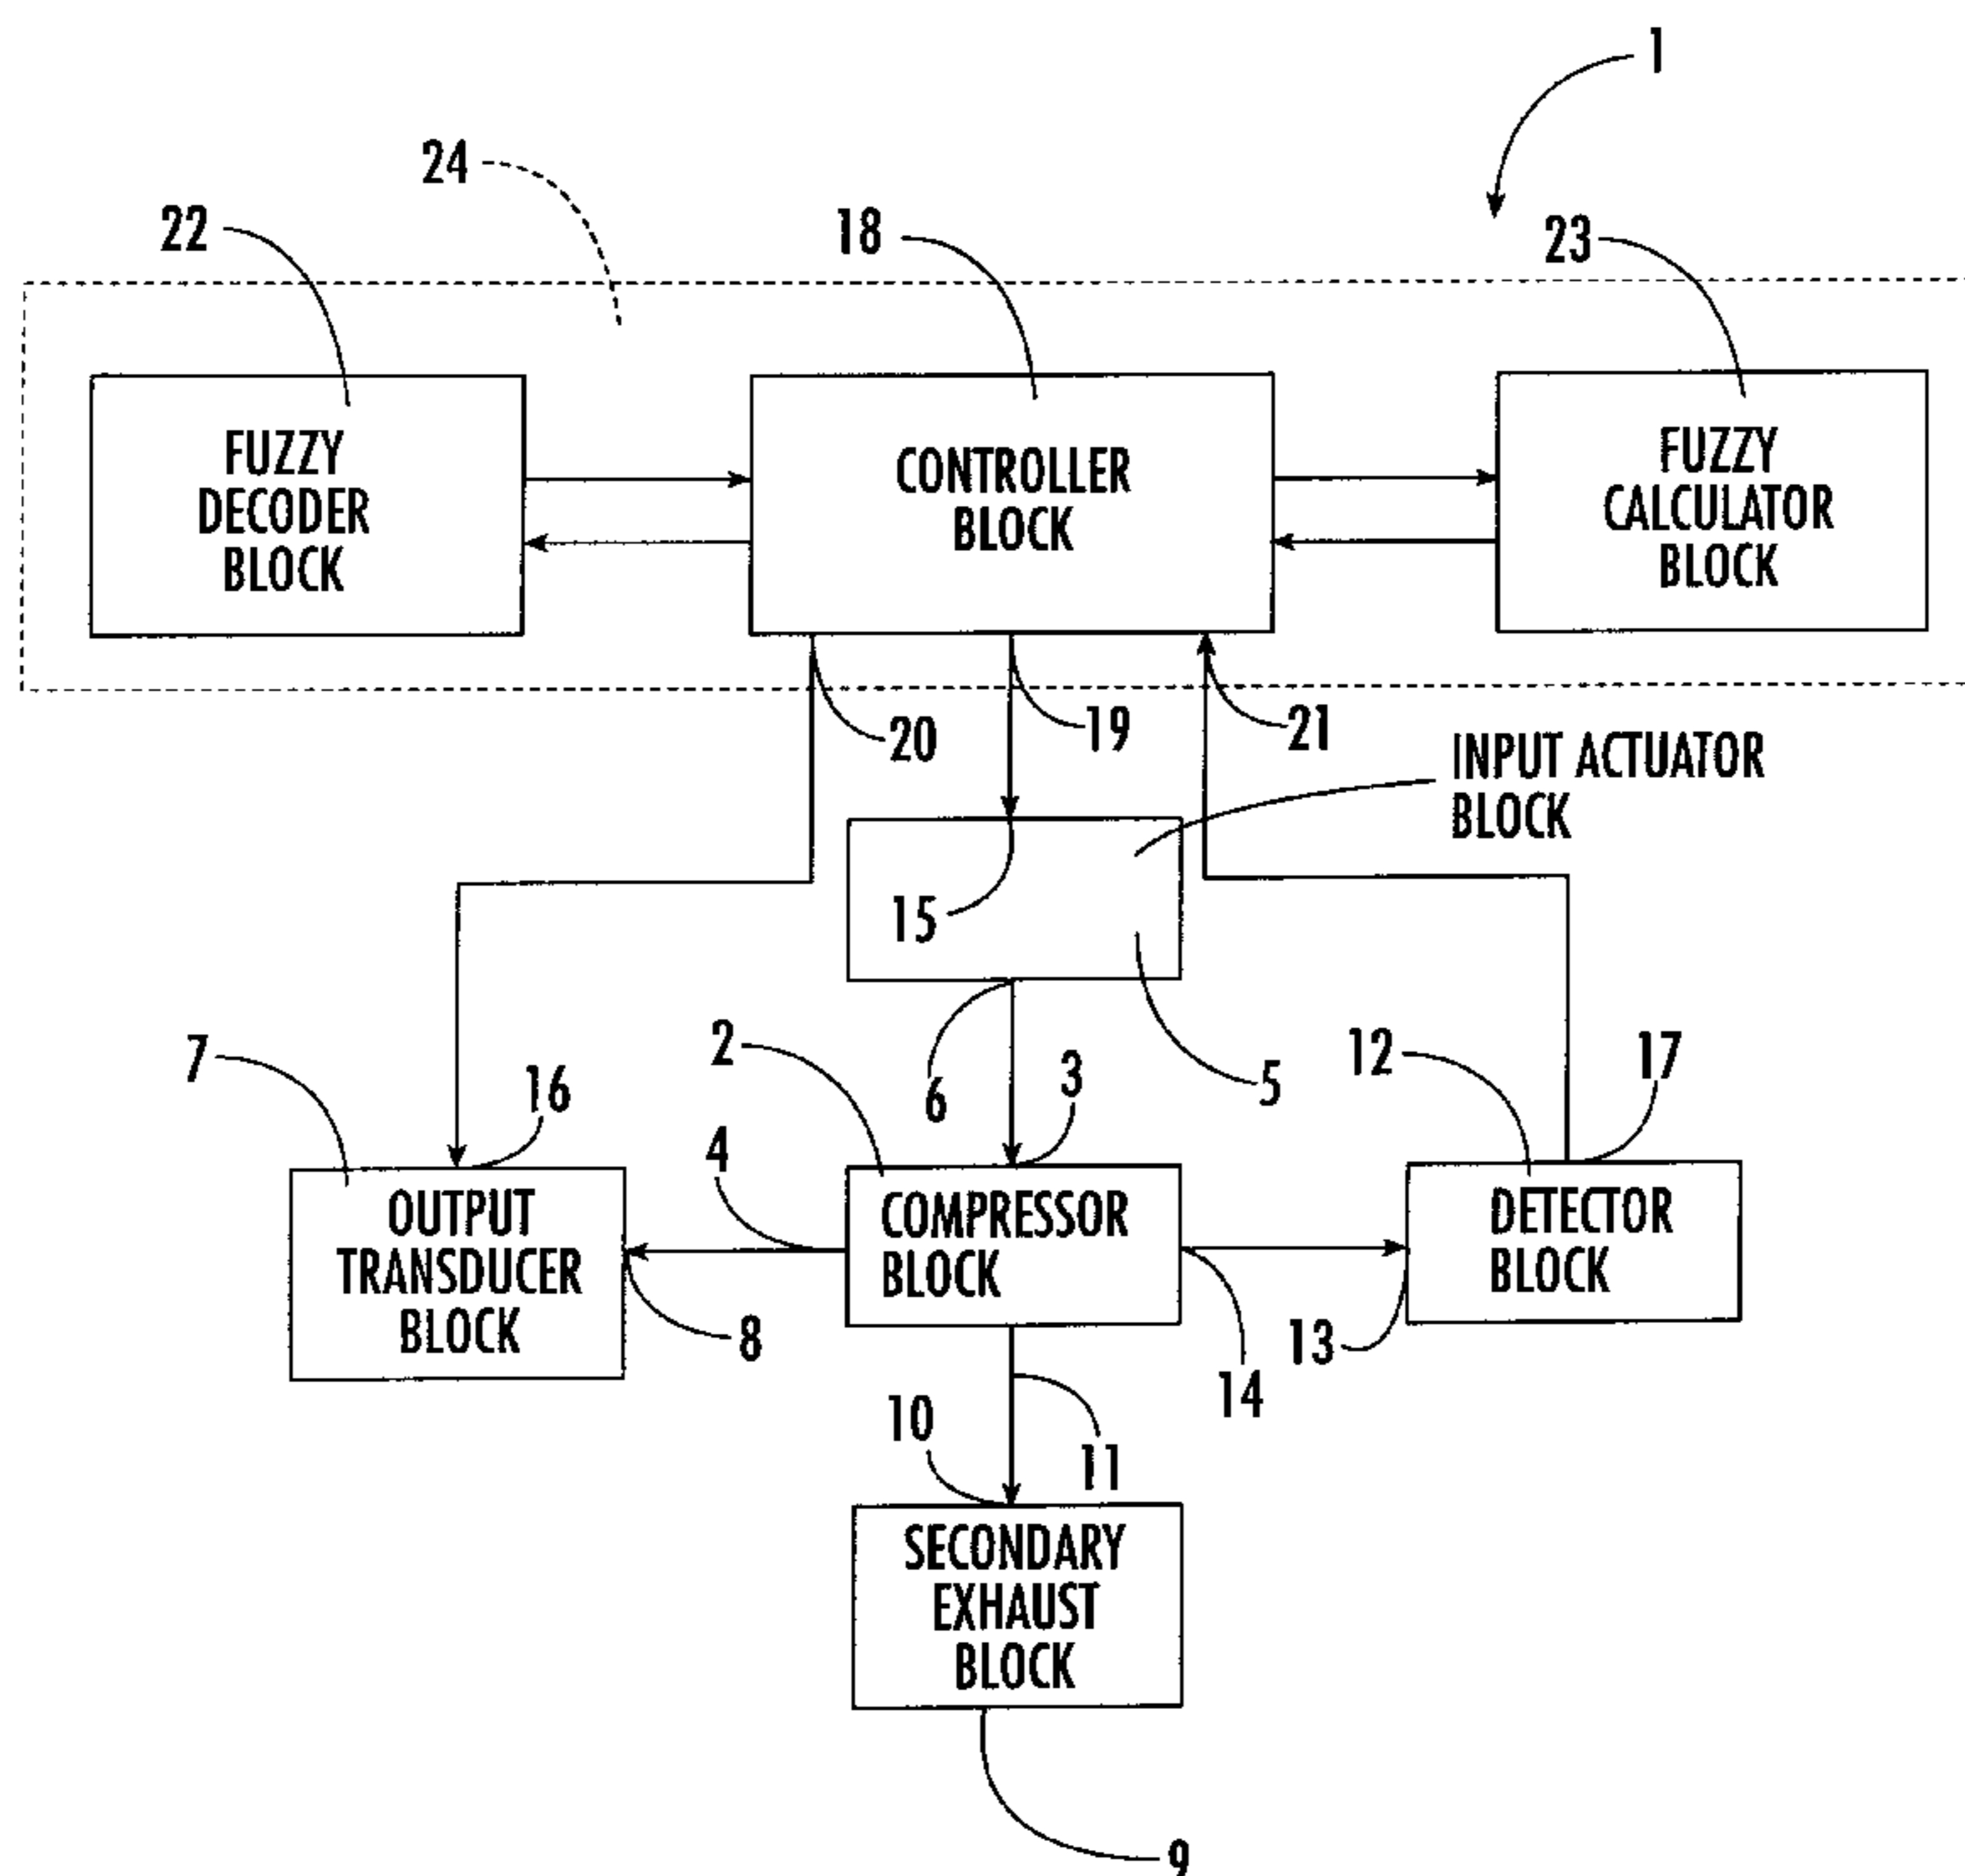 1
24
22
18
23
FUZZY
DECODER
BLOCK
CONTROLLER
BLOCK
FUZZY
CALCULATOR
BLOCK
20
19
21
INPUT ACTUATOR
BLOCK
15
7
16
2
6
3
5
12
17
4
OUTPUT
TRANSDUCER
BLOCK
COMPRESSOR
BLOCK
DETECTOR
BLOCK
8
14
13
10
11
SECONDARY
EXHAUST
BLOCK
9